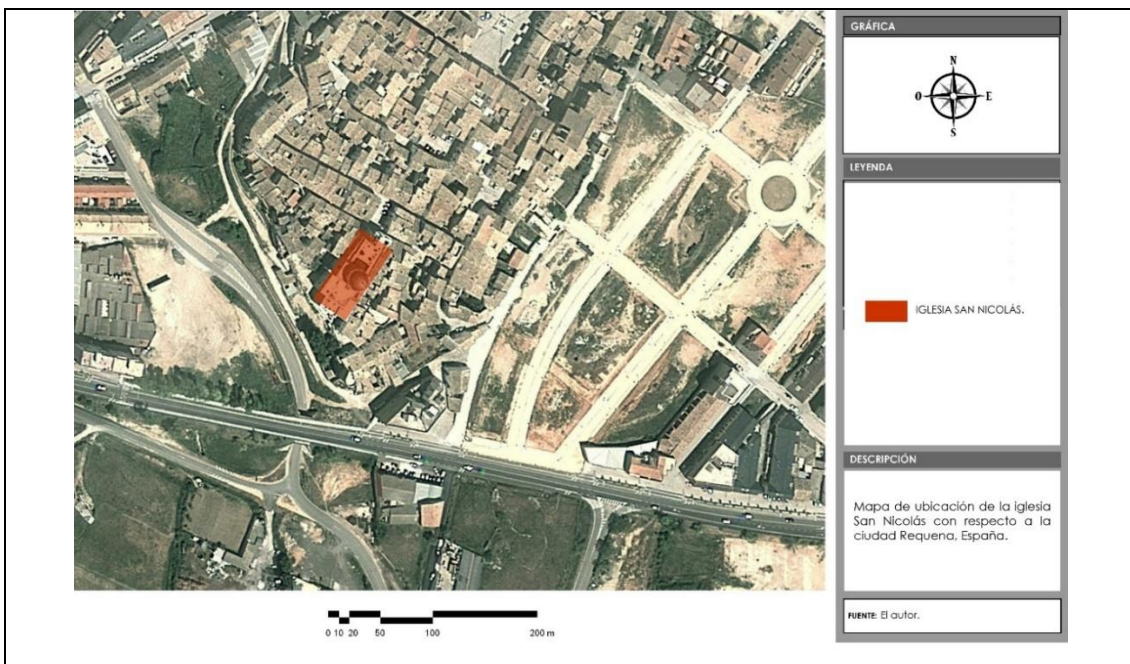 GRÁFICA
N
O E
S
LEYENDA
IGLESIA SAN NICOLÁS.
DESCRIPCIÓN
Mapa de ubicación de la iglesia
San Nicolás con respecto a la
ciudad Requena, España.
FUENTE: El autor.
0 10 20 50 100 200 m